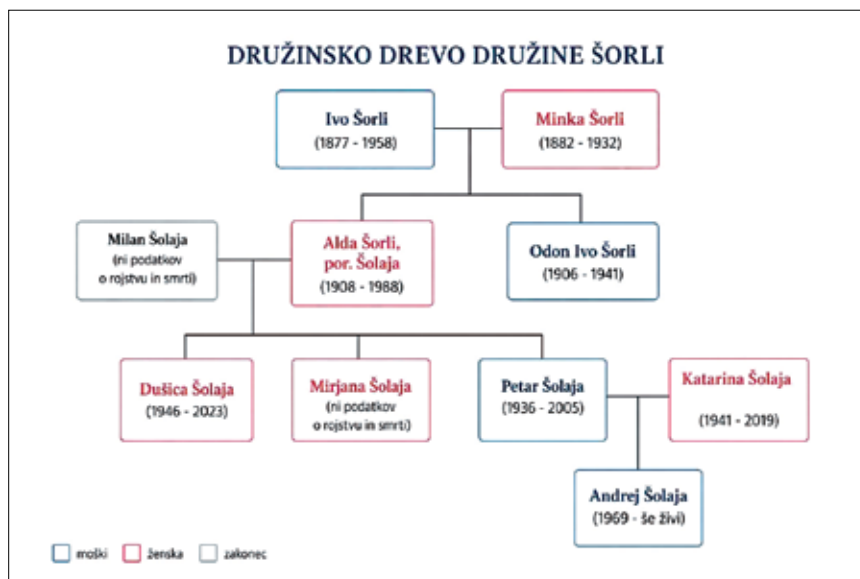 DRUŽINSKO DREVO DRUŽINE ŠORLI
Ivo Šorli
(1877 - 1958)
Minka Šorli
(1882 - 1932)
Milan Šolaja
(ni podatkov
o rojstvu in smrti)
Alda Šorli,
por. Šolaja
(1908 - 1988)
Odon Ivo Šorli
(1906 - 1941)
Dušica Šolaja
(1946 - 2023)
Mirjana Šolaja
(ni podatkov
o rojstvu in smrti)
Petar Šolaja
(1936 - 2005)
Katarina Šolaja
(1941 - 2019)
Andrej Šolaja
(1969 - še živi)
moški
ženska
zakonec